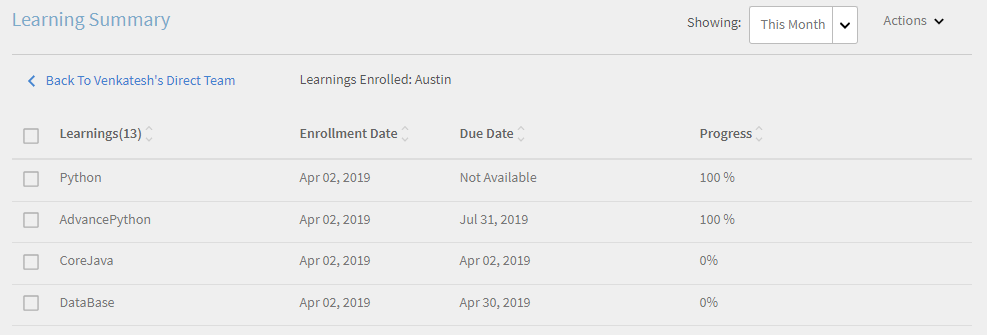 Learning Summary
Showing: This Month Actions
Back To Venkatesh's Direct Team Learnings Enrolled: Austin
Learnings(13) Enrollment Date Due Date Progress
Python Apr 02, 2019 Not Available 100 %
AdvancePython Apr 02, 2019 Jul 31, 2019 100 %
CoreJava Apr 02, 2019 Apr 02, 2019 0%
DataBase Apr 02, 2019 Apr 30, 2019 0%